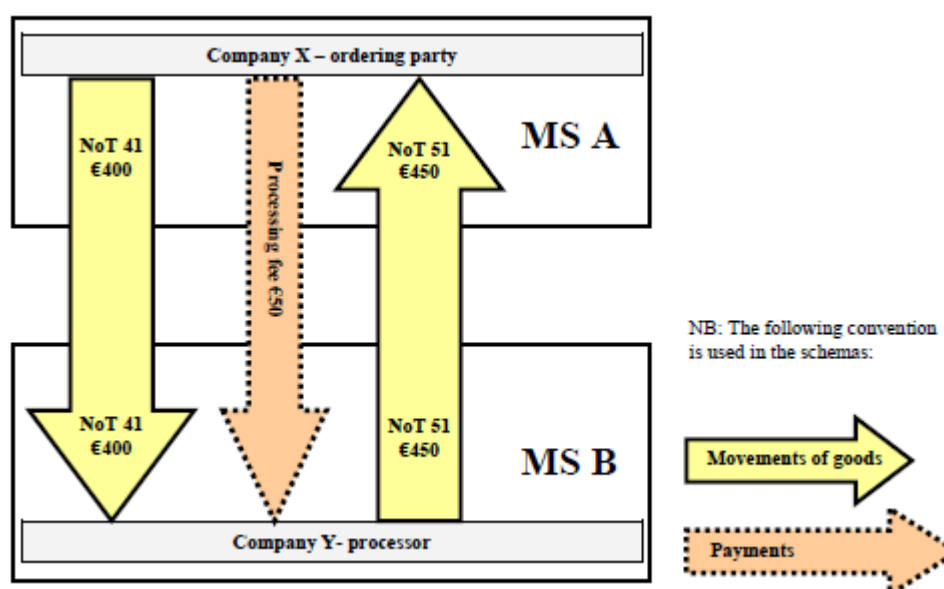 Company X – ordering party
NoT 41
€400
Processing fee €50
NoT 51
€450
MS A
NB: The following convention
is used in the schemas:
NoT 41
€400
NoT 51
€450
MS B
Movements of goods
Company Y- processor
Payments